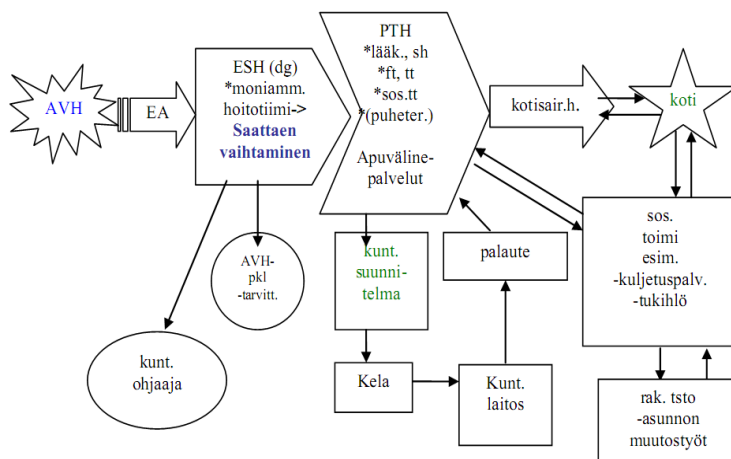 AVH
EA
ESH (dg)
*moniamm.
hoitotiimi->
Saattaen
vaihtaminen
PTH
*lääk., sh
*ft, tt
*sos.tt
*(puheter.)
Apuväline-
palvelut
kotisair.h.
koti
AVH-
pkl
-tarvitt.
kunt.
ohjaaja
kunt.
suunni-
telma
palaute
sos.
toimi
esim.
-kuljetuspalv.
-tukihlö
Kela
Kunt.
laitos
rak. tsto
-asunnon
muutostyöt